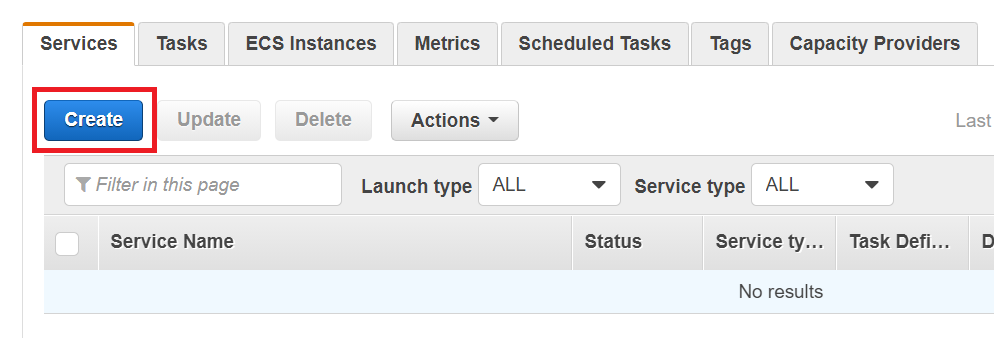 Services Tasks ECS Instances Metrics Scheduled Tasks Tags Capacity Providers
Create Update Delete Actions Last
Filter in this page Launch type ALL Service type ALL
Service Name Status Service ty... Task Defi... D
No results